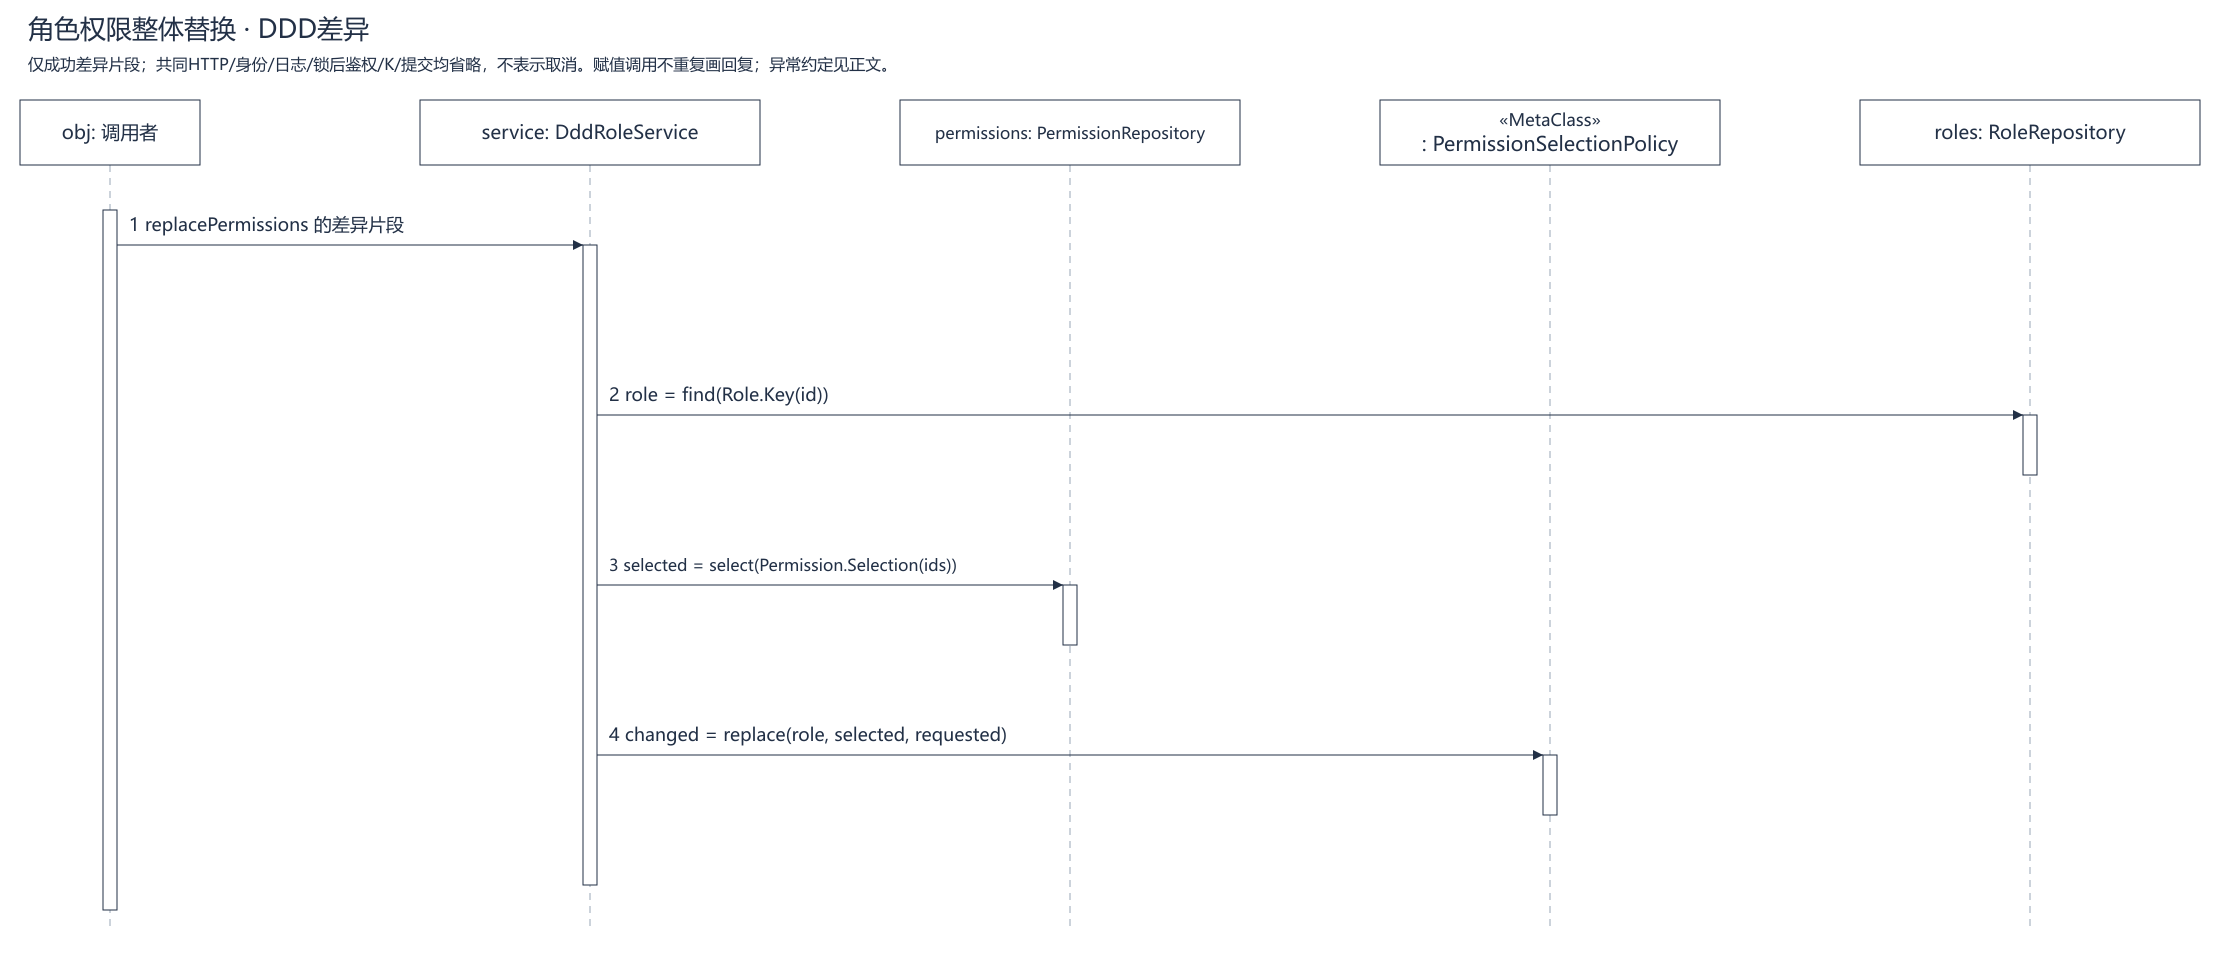 角色权限整体替换 · DDD差异
仅成功差异片段；共同HTTP/身份/日志/锁后鉴权/K/提交均省略，不表示取消。赋值调用不重复画回复；异常约定见正文。
obj: 调用者
service: DddRoleService
permissions: PermissionRepository
«MetaClass»
: PermissionSelectionPolicy
roles: RoleRepository
1 replacePermissions 的差异片段
2 role = find(Role.Key(id))
3 selected = select(Permission.Selection(ids))
4 changed = replace(role, selected, requested)